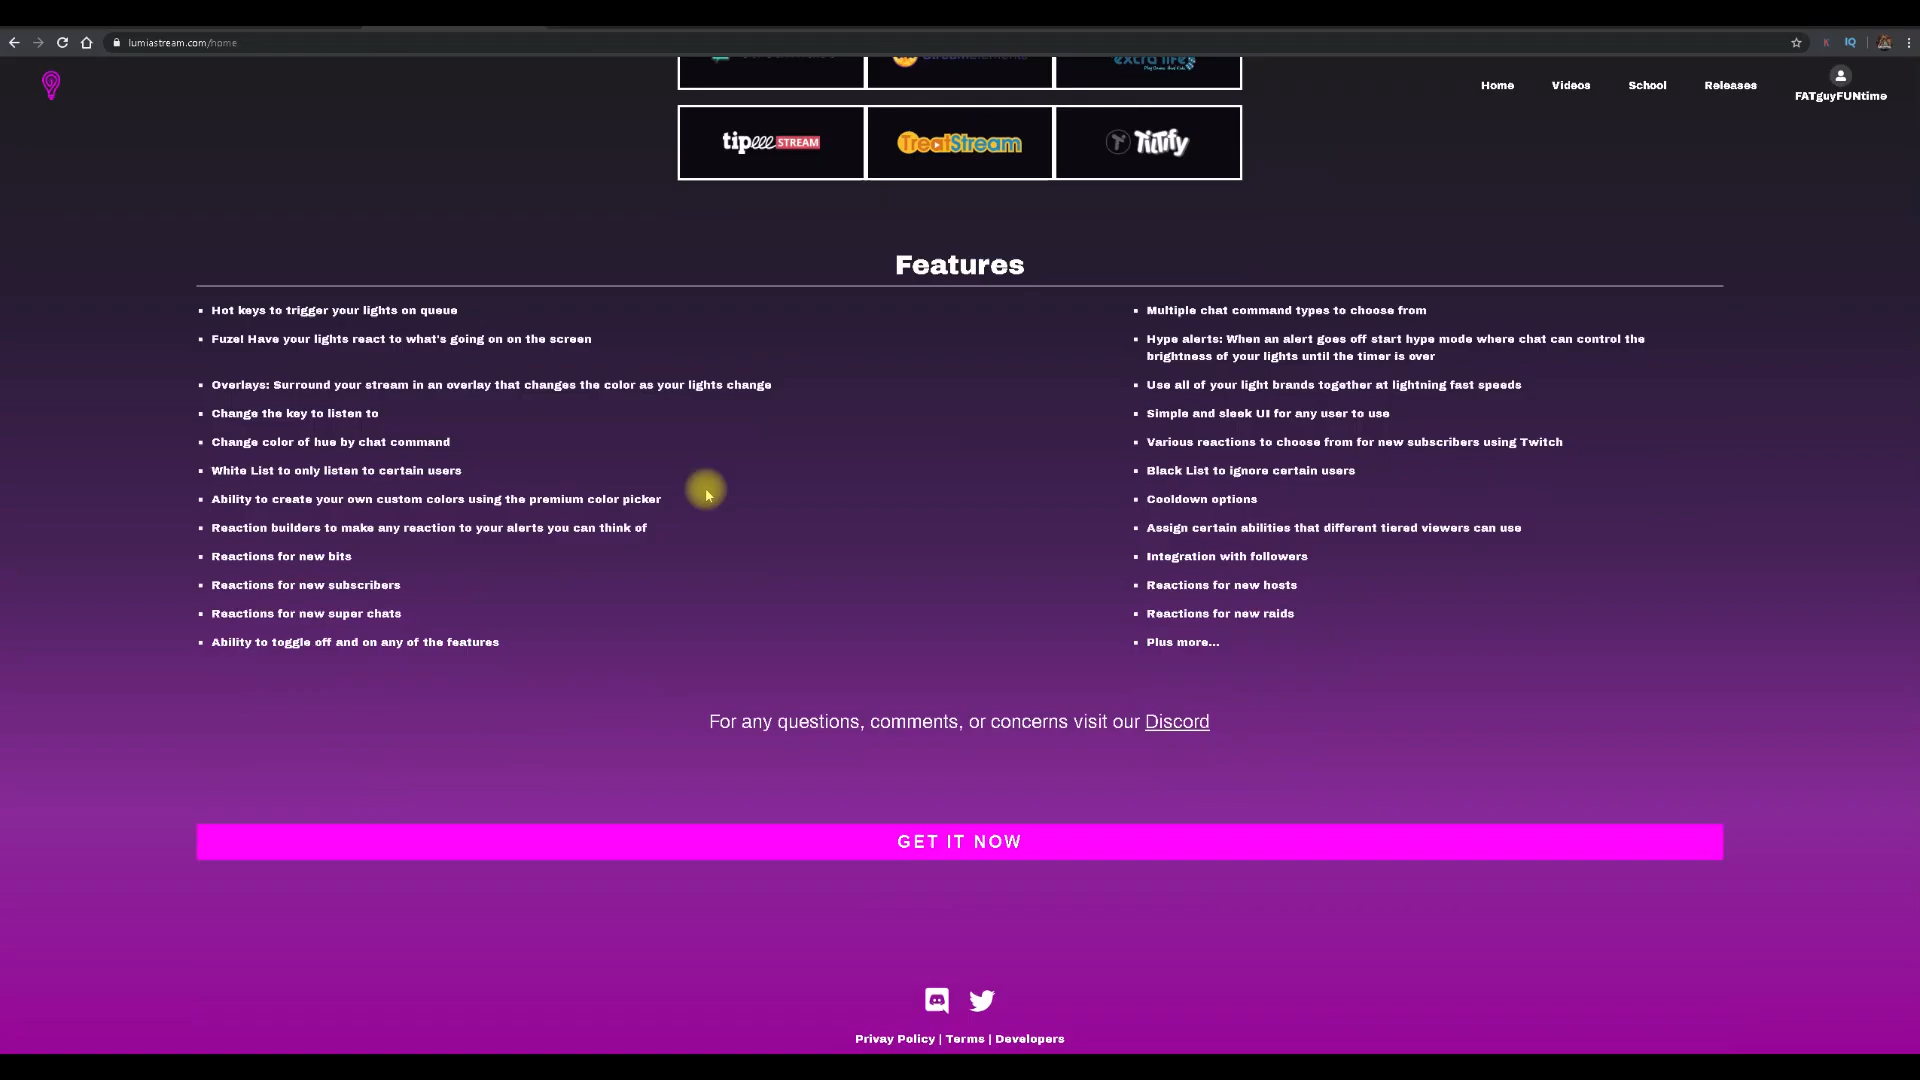 lumiastream.com/home
IQ
extra life
Home
Videos
School
Releases
FATguyFUNtime
tipeee STREAM
TreatStream
Tiltify
Features
Hot keys to trigger your lights on queue
Multiple chat command types to choose from
Fuze! Have your lights react to what's going on on the screen
Hype alerts: When an alert goes off start hype mode where chat can control the
brightness of your lights until the timer is over
Overlays: Surround your stream in an overlay that changes the color as your lights change
Use all of your light brands together at lightning fast speeds
Change the key to listen to
Simple and sleek UI for any user to use
Change color of hue by chat command
Various reactions to choose from for new subscribers using Twitch
White List to only listen to certain users
Black List to ignore certain users
Ability to create your own custom colors using the premium color picker
Cooldown options
Reaction builders to make any reaction to your alerts you can think of
Assign certain abilities that different tiered viewers can use
Reactions for new bits
Integration with followers
Reactions for new subscribers
Reactions for new hosts
Reactions for new super chats
Reactions for new raids
Ability to toggle off and on any of the features
Plus more...
For any questions, comments, or concerns visit our Discord
GET IT NOW
Privay Policy | Terms | Developers